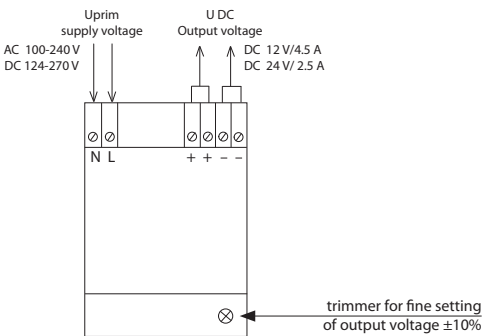 Uprim
supply voltage
AC 100-240 V
DC 124-270 V
U DC
Output voltage
DC 12 V/4.5 A
DC 24 V/ 2.5 A
N L
+ + – –
trimmer for fine setting
of output voltage ±10%